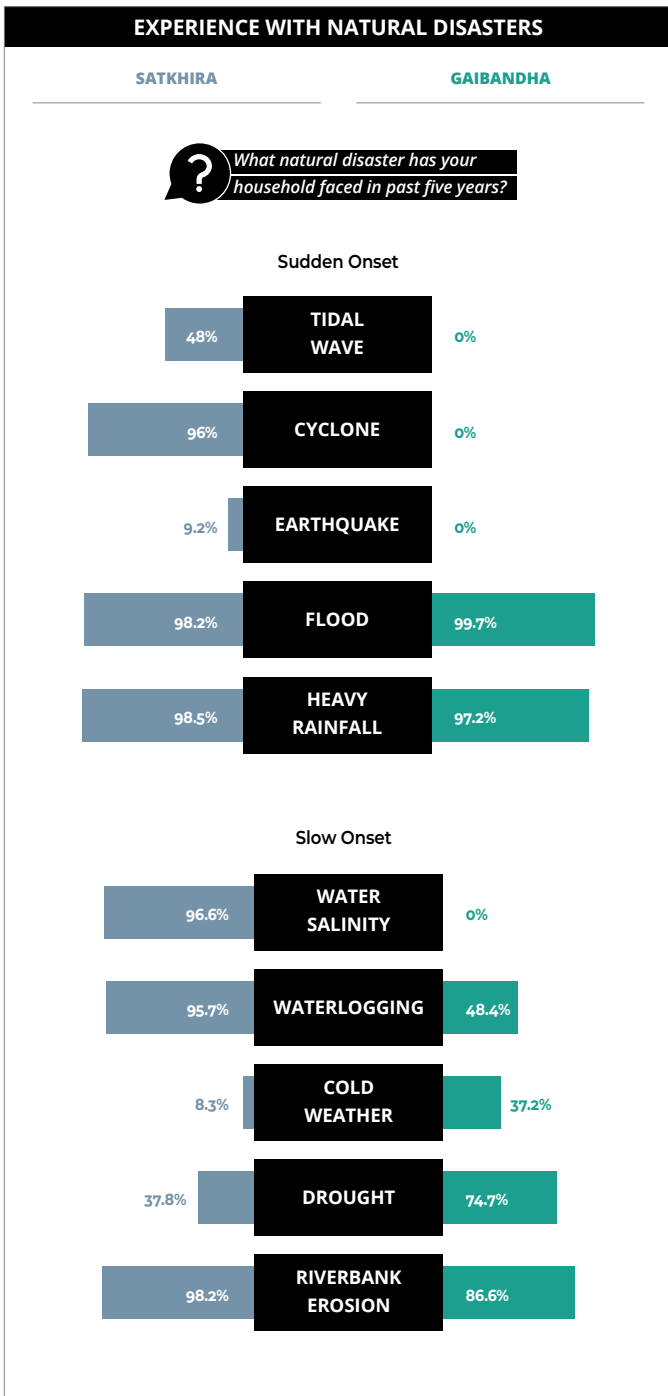 EXPERIENCE WITH NATURAL DISASTERS
SATKHIRA
GAIBANDHA
?
What natural disaster has your
household faced in past five years?
Sudden Onset
48%
TIDAL
WAVE
0%
96%
CYCLONE
0%
9.2%
EARTHQUAKE
0%
98.2%
FLOOD
99.7%
98.5%
HEAVY
RAINFALL
97.2%
Slow Onset
96.6%
WATER
SALINITY
0%
95.7%
WATERLOGGING
48.4%
8.3%
COLD
WEATHER
37.2%
37.8%
DROUGHT
74.7%
98.2%
RIVERBANK
EROSION
86.6%